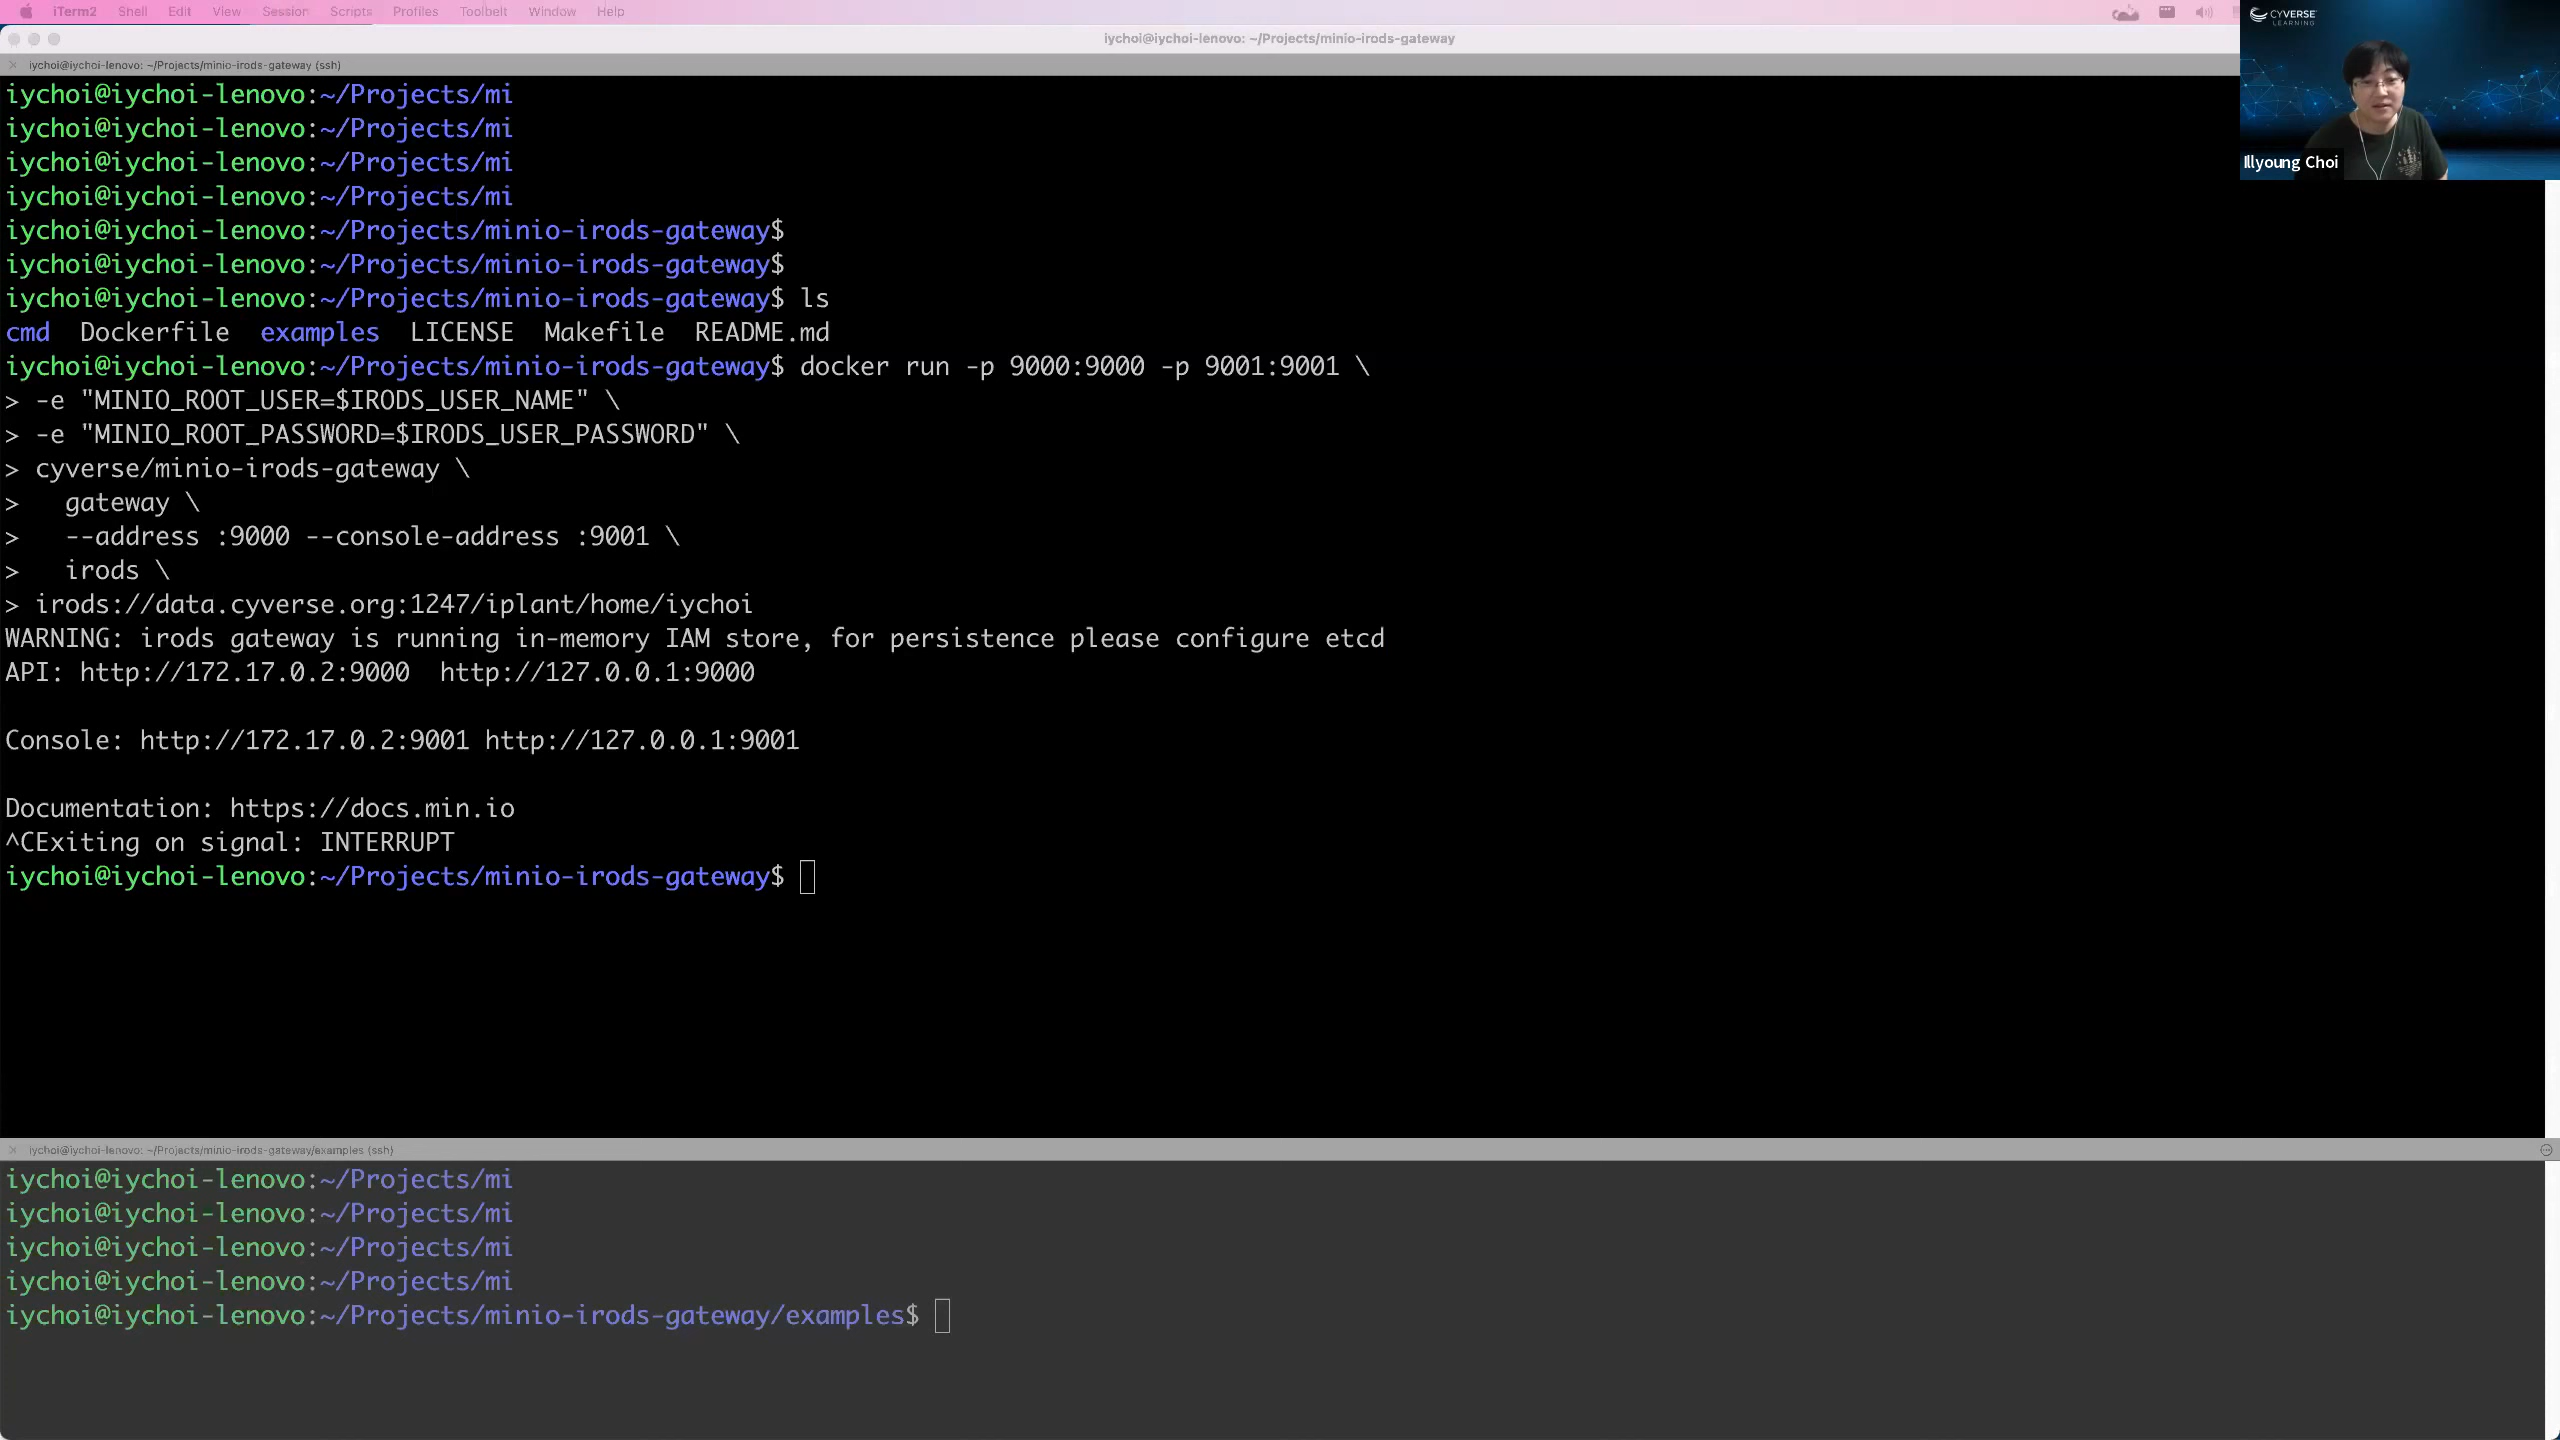 iTerm2 Shell Edit View Session Scripts Profiles Toolbelt Window Help
iychoi@iychoi-lenovo: ~/Projects/minio-irods-gateway
iychoi@iychoi-lenovo: ~/Projects/minio-irods-gateway (ssh)
CYVERSE
LEARNING
Illyoung Choi
iychoi@iychoi-lenovo:~/Projects/mi
iychoi@iychoi-lenovo:~/Projects/mi
iychoi@iychoi-lenovo:~/Projects/mi
iychoi@iychoi-lenovo:~/Projects/mi
iychoi@iychoi-lenovo:~/Projects/minio-irods-gateway$
iychoi@iychoi-lenovo:~/Projects/minio-irods-gateway$
iychoi@iychoi-lenovo:~/Projects/minio-irods-gateway$ ls
cmd  Dockerfile  examples  LICENSE  Makefile  README.md
iychoi@iychoi-lenovo:~/Projects/minio-irods-gateway$ docker run -p 9000:9000 -p 9001:9001 \
> -e "MINIO_ROOT_USER=$IRODS_USER_NAME" \
> -e "MINIO_ROOT_PASSWORD=$IRODS_USER_PASSWORD" \
> cyverse/minio-irods-gateway \
>   gateway \
>   --address :9000 --console-address :9001 \
>   irods \
> irods://data.cyverse.org:1247/iplant/home/iychoi
WARNING: irods gateway is running in-memory IAM store, for persistence please configure etcd
API: http://172.17.0.2:9000  http://127.0.0.1:9000
Console: http://172.17.0.2:9001 http://127.0.0.1:9001
Documentation: https://docs.min.io
^CExiting on signal: INTERRUPT
iychoi@iychoi-lenovo:~/Projects/minio-irods-gateway$
iychoi@iychoi-lenovo: ~/Projects/minio-irods-gateway/examples (ssh)
iychoi@iychoi-lenovo:~/Projects/mi
iychoi@iychoi-lenovo:~/Projects/mi
iychoi@iychoi-lenovo:~/Projects/mi
iychoi@iychoi-lenovo:~/Projects/mi
iychoi@iychoi-lenovo:~/Projects/minio-irods-gateway/examples$